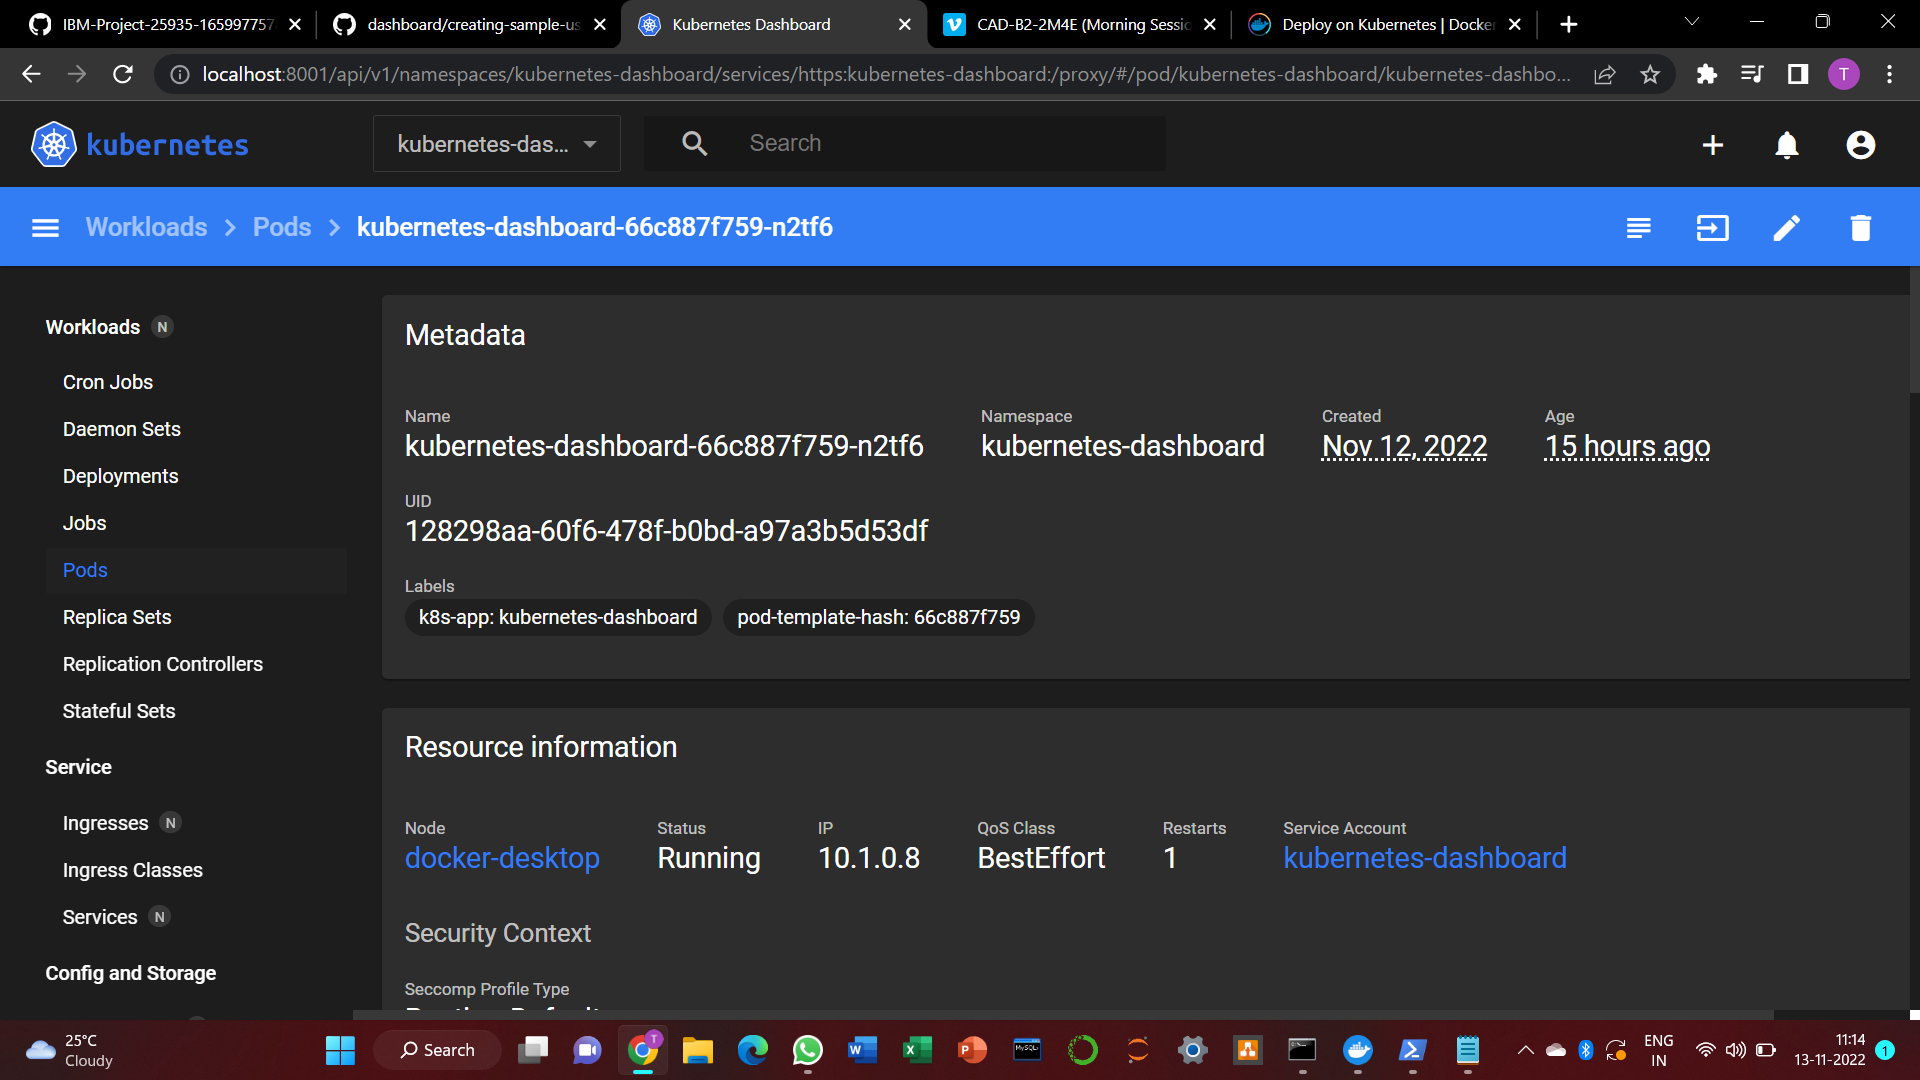 IBM-Project-25935-1659977578
dashboard/creating-sample-us
Kubernetes Dashboard
CAD-B2-2M4E (Morning Sessio
Deploy on Kubernetes | Docker
localhost:8001/api/v1/namespaces/kubernetes-dashboard/services/https:kubernetes-dashboard:/proxy/#/pod/kubernetes-dashboard/kubernetes-dashbo...
T
kubernetes
kubernetes-das...
Search
Workloads > Pods > kubernetes-dashboard-66c887f759-n2tf6
Workloads N
Cron Jobs
Daemon Sets
Deployments
Jobs
Pods
Replica Sets
Replication Controllers
Stateful Sets
Service
Ingresses N
Ingress Classes
Services N
Config and Storage
Metadata
Name
kubernetes-dashboard-66c887f759-n2tf6
Namespace
kubernetes-dashboard
Created
Nov 12, 2022
Age
15 hours ago
UID
128298aa-60f6-478f-b0bd-a97a3b5d53df
Labels
k8s-app: kubernetes-dashboard
pod-template-hash: 66c887f759
Resource information
Node
docker-desktop
Status
Running
IP
10.1.0.8
QoS Class
BestEffort
Restarts
1
Service Account
kubernetes-dashboard
Security Context
Seccomp Profile Type
25°C
Cloudy
Search
T
W
X
P
MySQL
ENG
IN
11:14
13-11-2022
1